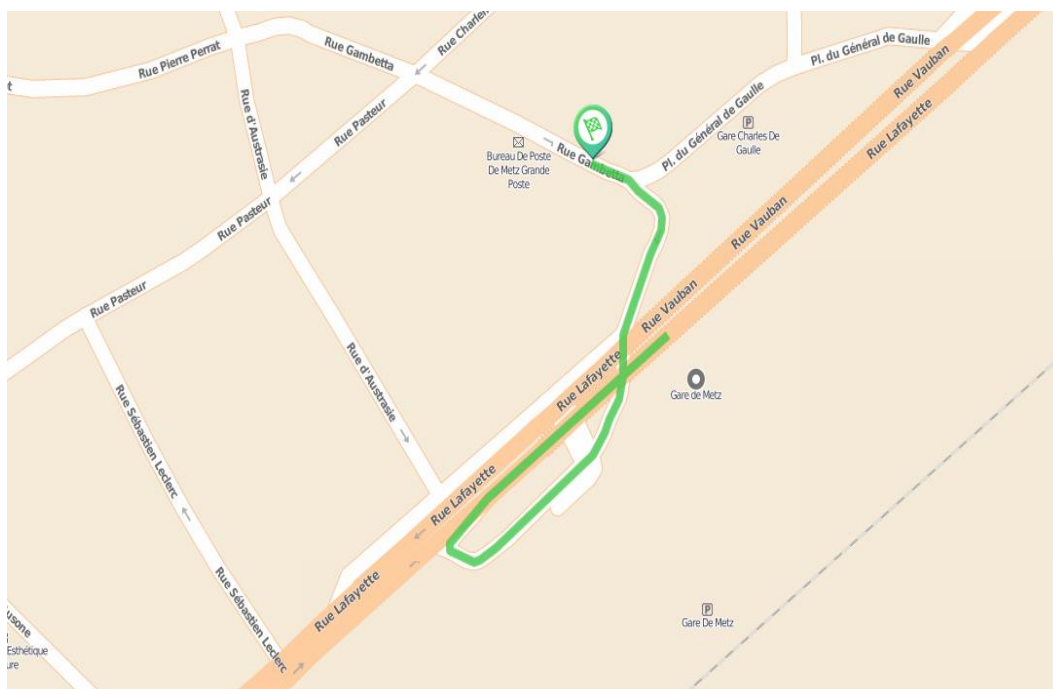 Rue Charlen
Rue Gambetta
Rue Pierre Perrat
Pl. du Général de Gaulle
Rue Vauban
t
Rue d'Austrasie
Rue Pasteur
Pl. du Général de Gaulle
Rue Lafayette
P
Gare Charles De
Gaulle
Bureau De Poste
De Metz Grande
Poste
Rue Gambetta
Rue Pasteur
Rue Vauban
Rue Pasteur
Rue Vauban
Rue Lafayette
Rue d'Austrasie
Gare de Metz
Rue Sébastien Leclerc
Rue Lafayette
Rue Lafayette
Rue Sébastien Leclerc
P
Gare De Metz
usone
Esthétique
ure